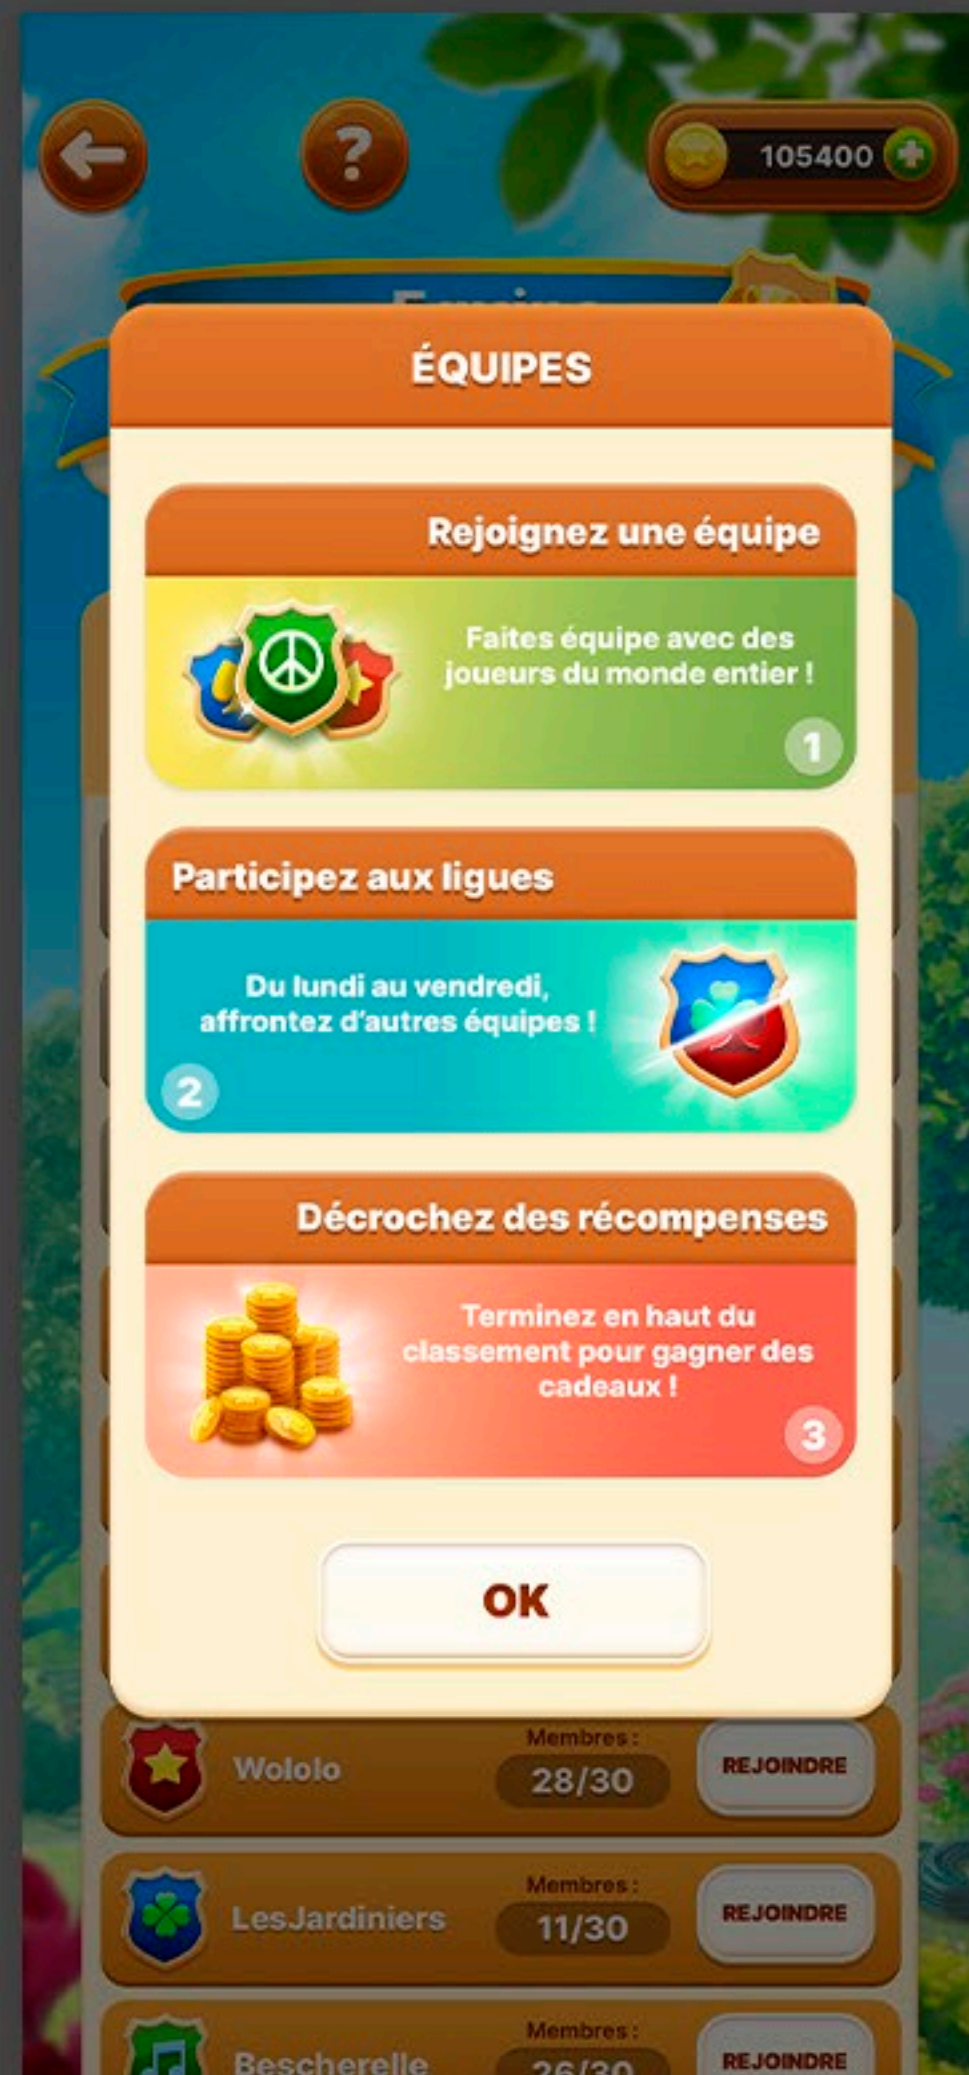 105400
ÉQUIPES
Rejoignez une équipe
Faites équipe avec des
joueurs du monde entier !
1
Participez aux ligues
Du lundi au vendredi,
affrontez d'autres équipes !
2
Décrochez des récompenses
Terminez en haut du
classement pour gagner des
cadeaux !
3
OK
Wololo
Membres :
28/30
REJOINDRE
LesJardiniers
Membres :
11/30
REJOINDRE
Bescherelle
Membres :
26/30
REJOINDRE